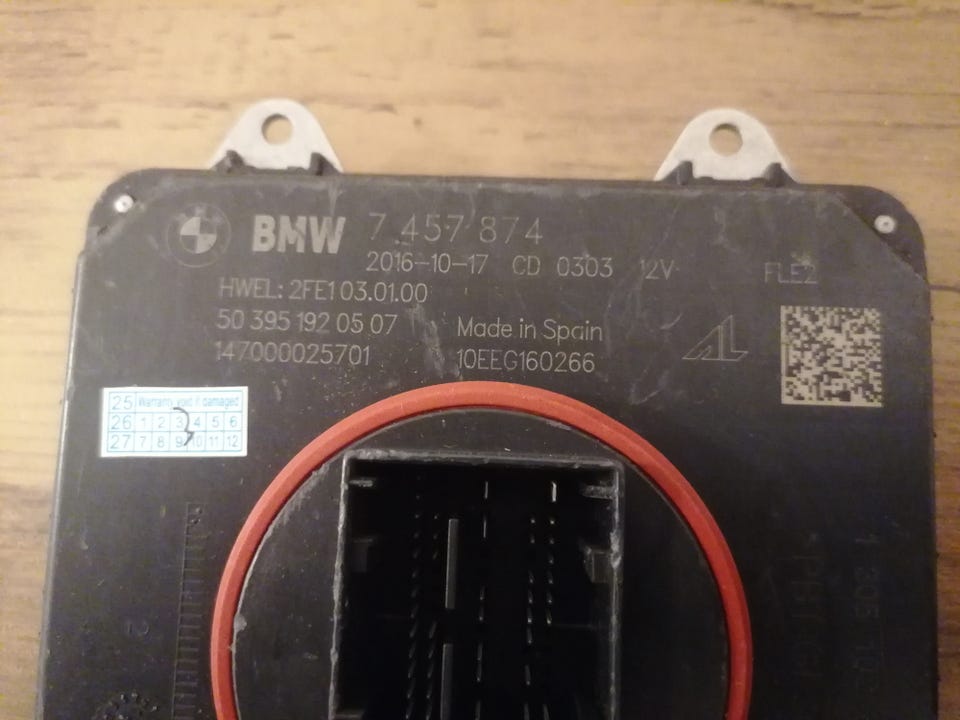 BMW 7 457 874
2016-10-17 CD 0303 12V FLE2
HWEL: 2FE1 03.01.00
50 395 192 05 07 Made in Spain
147000025701 10EEG160266
AL
25 Warranty void if damaged
26 1 2 3 4 5 6
27 7 8 9 10 11 12